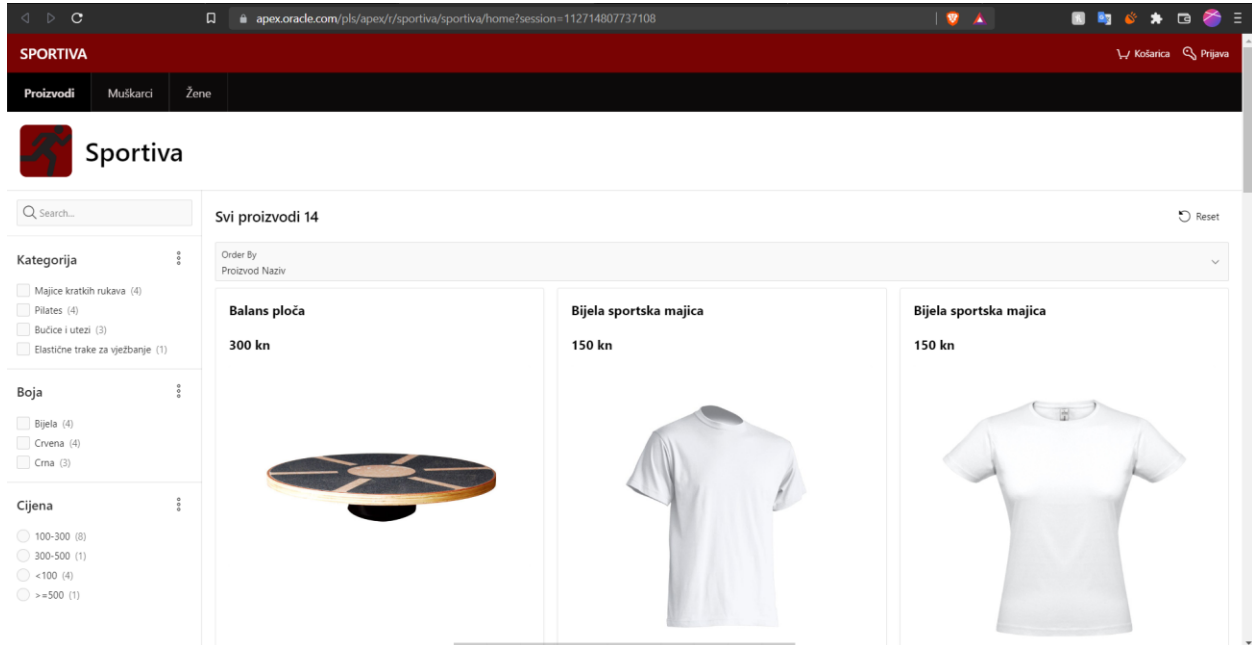 apex.oracle.com/pls/apex/r/sportiva/sportiva/home?session=112714807737108
SPORTIVA
Košarica
Prijava
Proizvodi
Muškarci
Žene
Sportiva
Search...
Svi proizvodi 14
Reset
Order By
Proizvod Naziv
Kategorija
Majice kratkih rukava (4)
Pilates (4)
Bučice i utezi (3)
Elastične trake za vježbanje (1)
Boja
Bijela (4)
Crvena (4)
Crna (3)
Cijena
100-300 (8)
300-500 (1)
<100 (4)
>=500 (1)
Balans ploča
300 kn
Bijela sportska majica
150 kn
Bijela sportska majica
150 kn